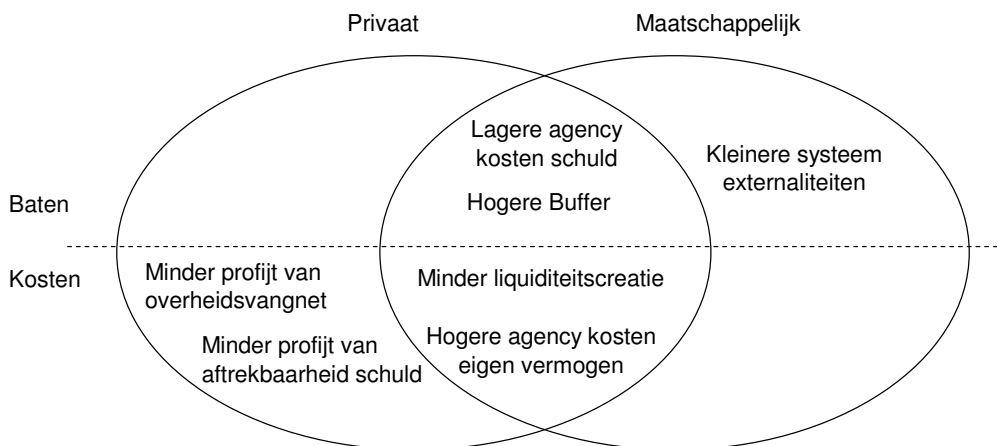 Privaat
Maatschappelijk
Lagere agency
kosten schuld
Kleinere systeem
externaliteiten
Hogere Buffer
Baten
Kosten
Minder profijt van
overheidsvangnet
Minder liquiditeitscreatie
Minder profijt van
aftrekbaarheid schuld
Hogere agency kosten
eigen vermogen